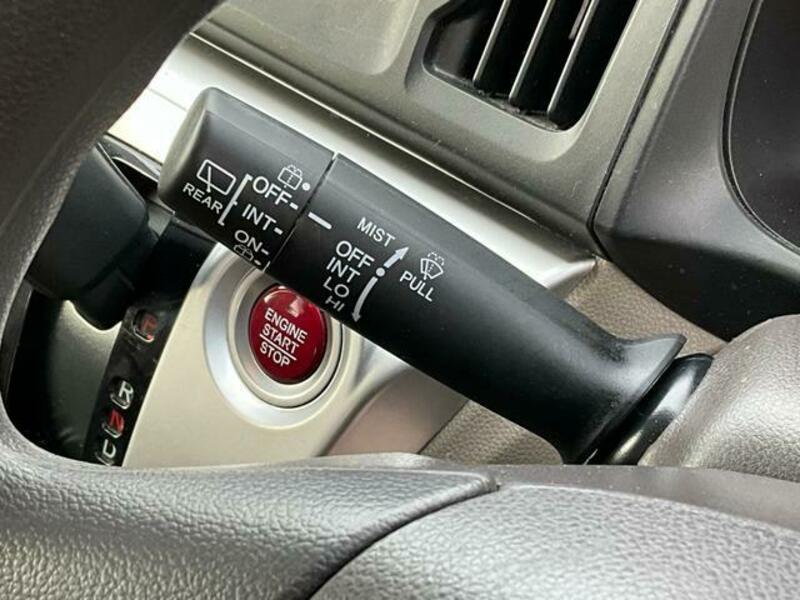 REAR
OFF
INT
ON
MIST
OFF
INT
LO
HI
PULL
ENGINE
START
STOP
P
R
N